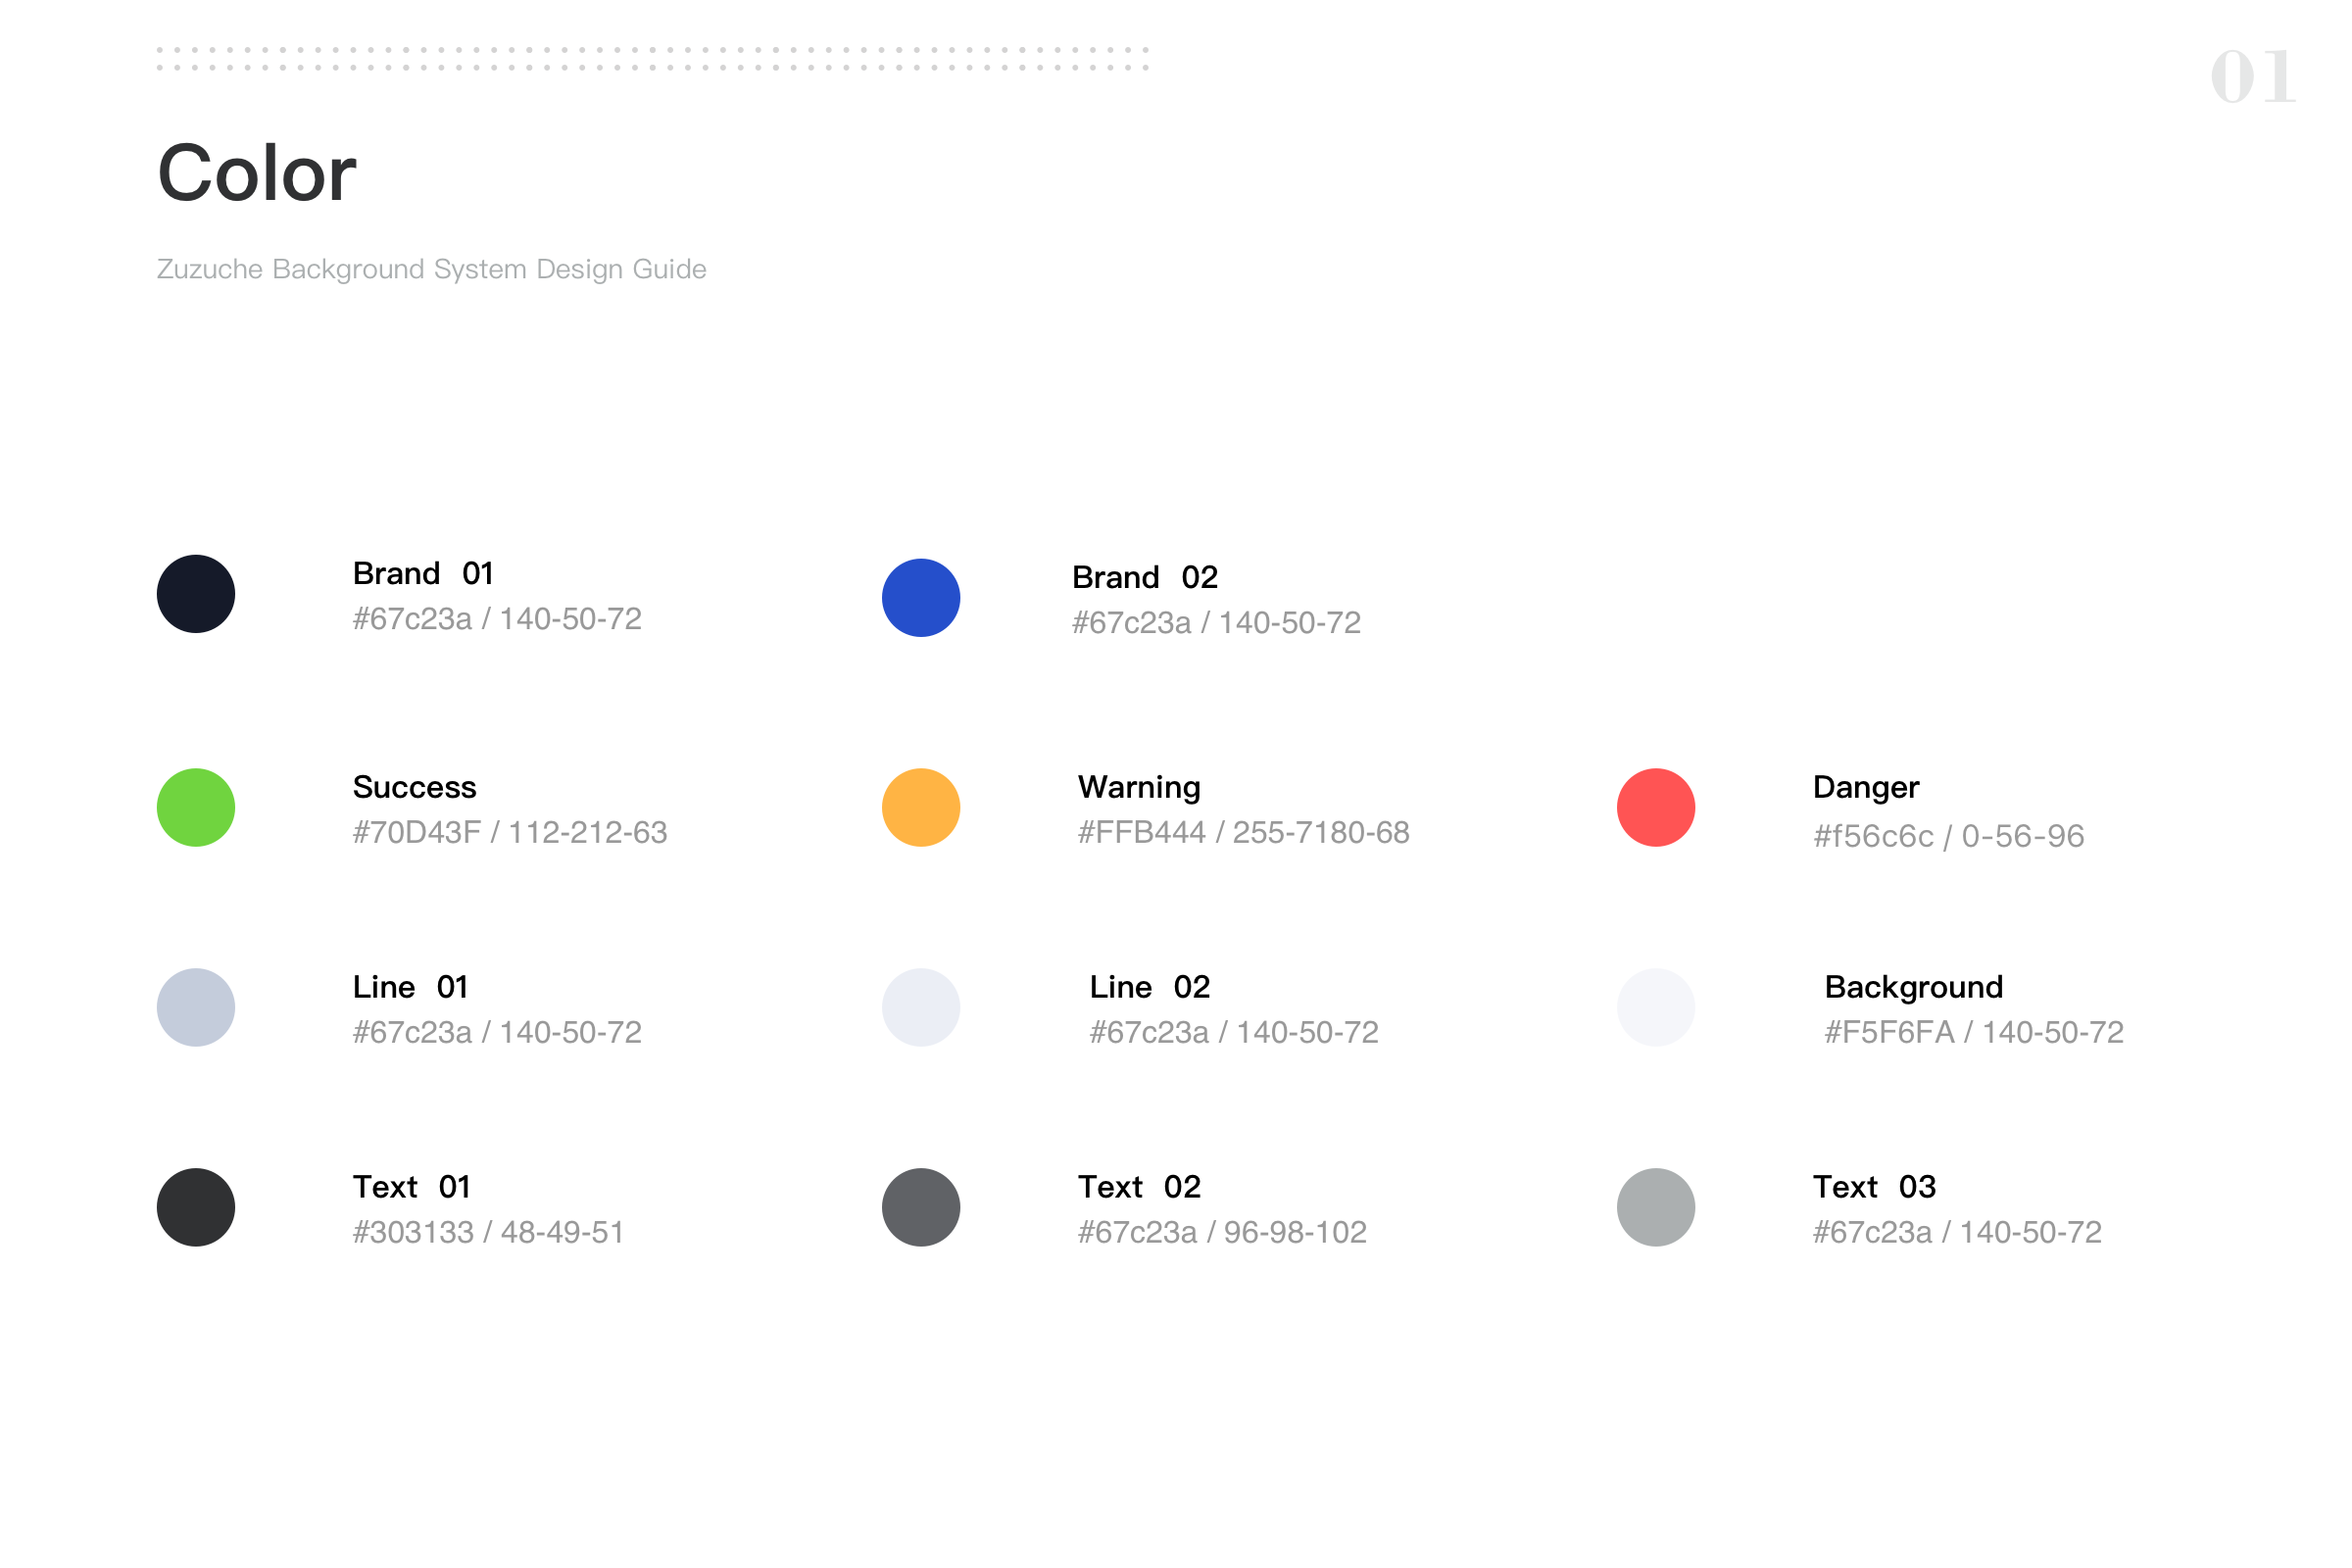 01
Color
Zuzuche Background System Design Guide
Brand 01
#67c23a / 140-50-72
Brand 02
#67c23a / 140-50-72
Success
#70D43F / 112-212-63
Warning
#FFB444 / 255-7180-68
Danger
#f56c6c / 0-56-96
Line 01
#67c23a / 140-50-72
Line 02
#67c23a / 140-50-72
Background
#F5F6FA / 140-50-72
Text 01
#303133 / 48-49-51
Text 02
#67c23a / 96-98-102
Text 03
#67c23a / 140-50-72